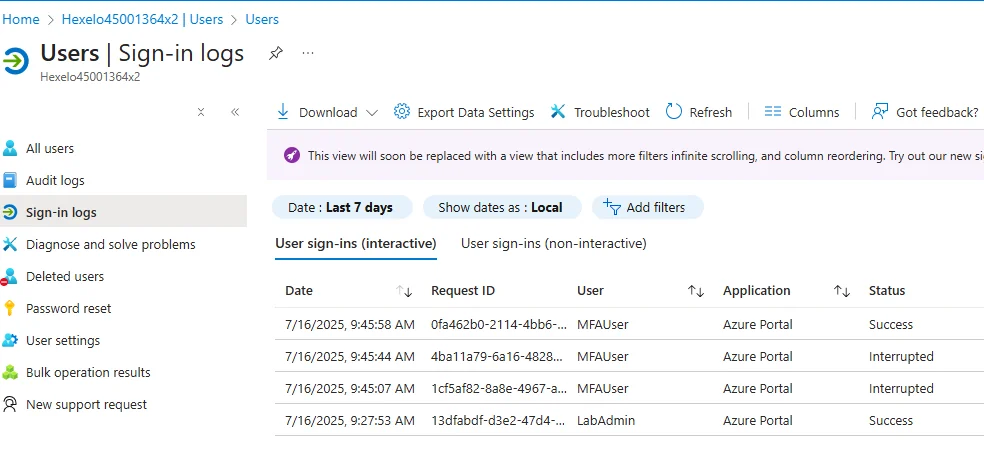 Home > Hexelo45001364x2 | Users > Users
Users | Sign-in logs
Hexelo45001364x2
Download
Export Data Settings
Troubleshoot
Refresh
Columns
Got feedback?
All users
Audit logs
Sign-in logs
Diagnose and solve problems
Deleted users
Password reset
User settings
Bulk operation results
New support request
This view will soon be replaced with a view that includes more filters infinite scrolling, and column reordering. Try out our new
Date : Last 7 days
Show dates as : Local
Add filters
User sign-ins (interactive) User sign-ins (non-interactive)
Date Request ID User Application Status
7/16/2025, 9:45:58 AM 0fa462b0-2114-4bb6-... MFAUser Azure Portal Success
7/16/2025, 9:45:44 AM 4ba11a79-6a16-4828... MFAUser Azure Portal Interrupted
7/16/2025, 9:45:07 AM 1cf5af82-8a8e-4967-a... MFAUser Azure Portal Interrupted
7/16/2025, 9:27:53 AM 13dfabdf-d3e2-47d4-... LabAdmin Azure Portal Success